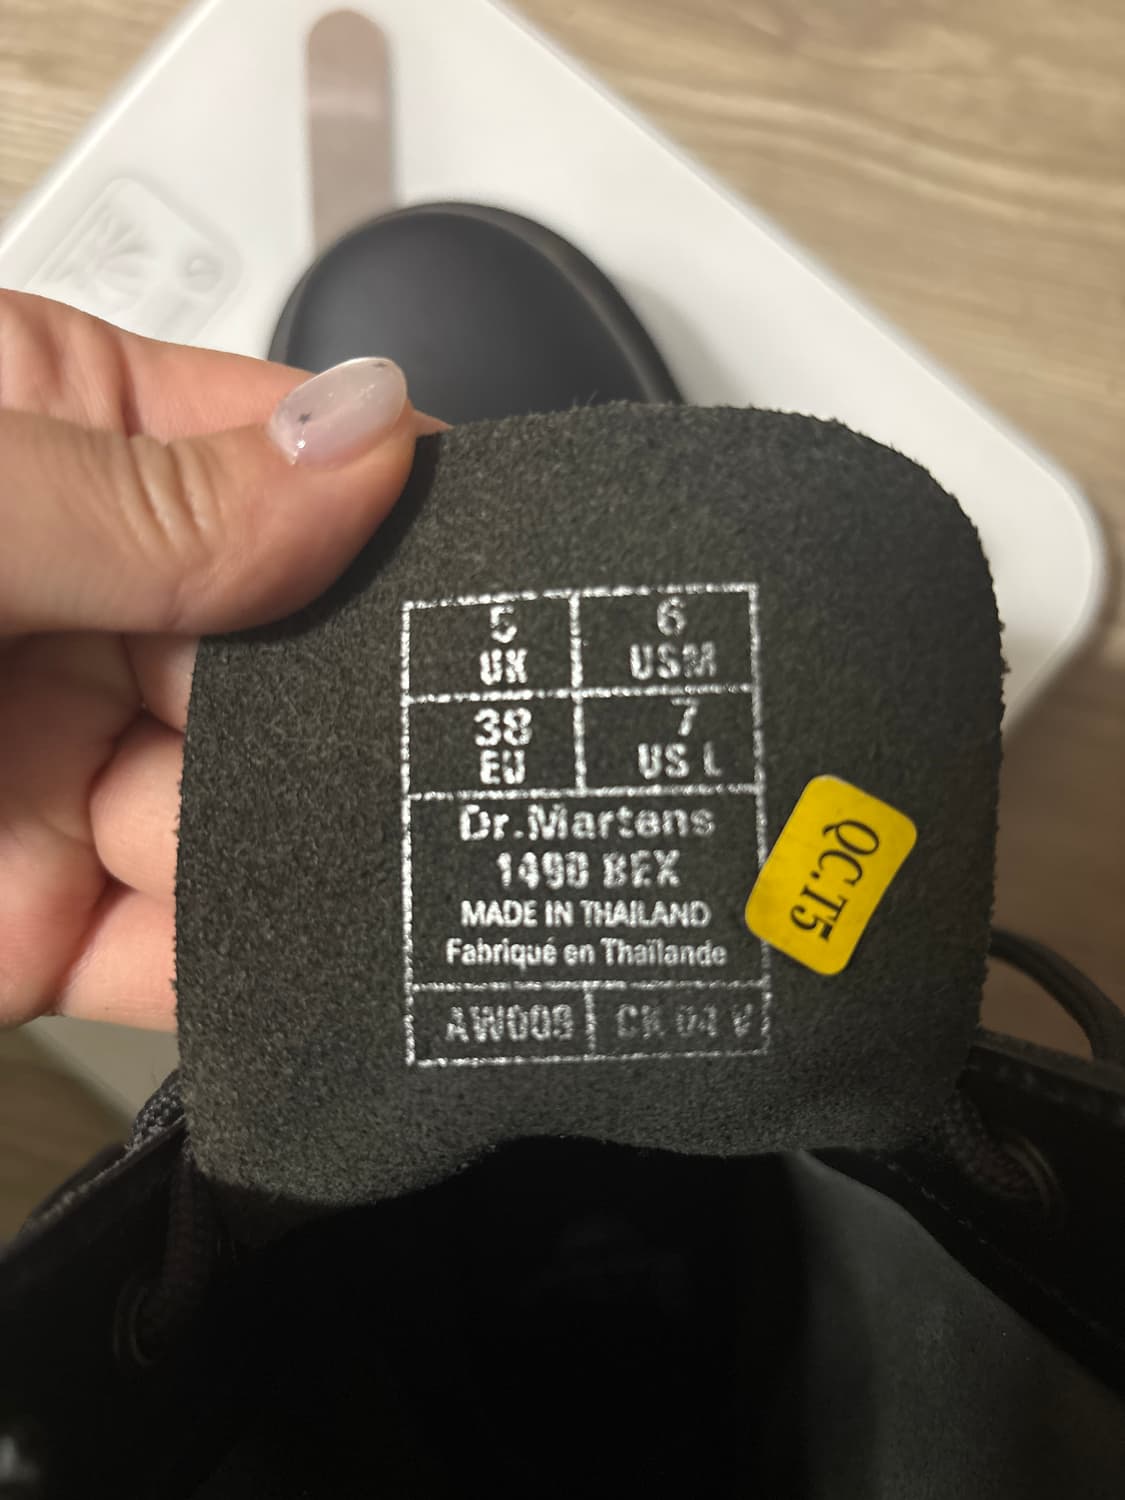 5 6
UK USM
38 7
EU US L
Dr.Martens
1490 BEX
MADE IN THAILAND
Fabriqué en Thaïlande
AW009 CK 04 V
QC.T5